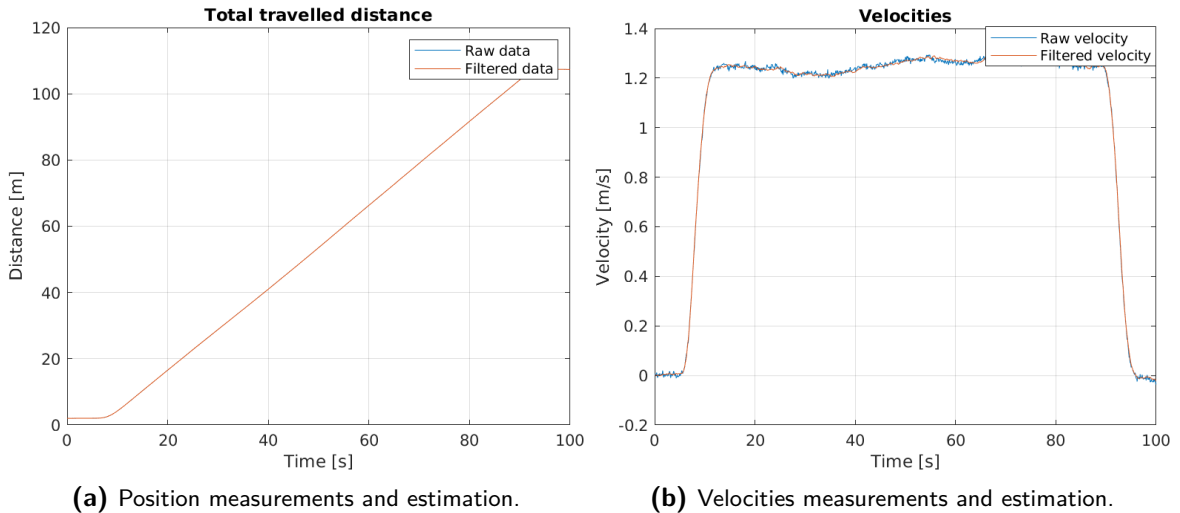 Total travelled distance
120
100
80
60
40
20
0
Distance [m]
Raw data
Filtered data
0 20 40 60 80 100
Time [s]
(a) Position measurements and estimation.
Velocities
1.4
1.2
1
0.8
0.6
0.4
0.2
0
-0.2
Velocity [m/s]
Raw velocity
Filtered velocity
0 20 40 60 80 100
Time [s]
(b) Velocities measurements and estimation.